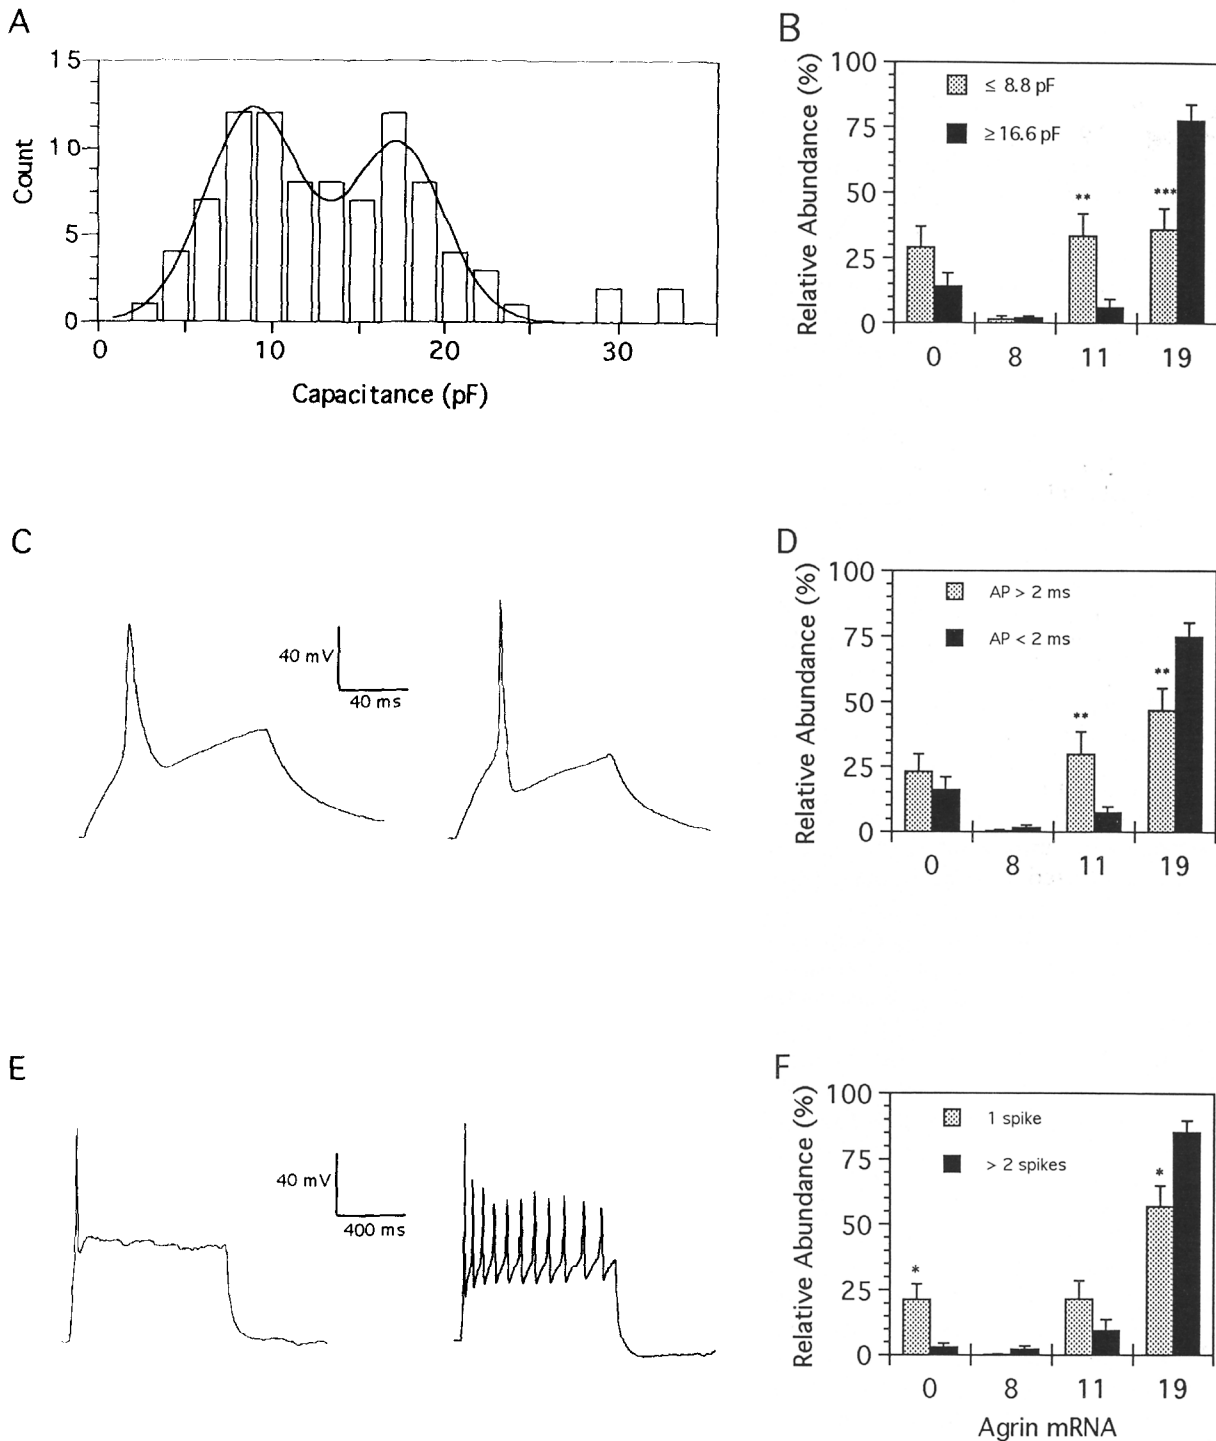 A
15
10
5
0
Count
0 10 20 30
Capacitance (pF)
B
100
75
50
25
0
Relative Abundance (%)
≤ 8.8 pF
≥ 16.6 pF
**
***
0 8 11 19
C
40 mV
40 ms
D
100
75
50
25
0
Relative Abundance (%)
AP > 2 ms
AP < 2 ms
**
**
0 8 11 19
E
40 mV
400 ms
F
100
75
50
25
0
Relative Abundance (%)
1 spike
> 2 spikes
*
*
0 8 11 19
Agrin mRNA